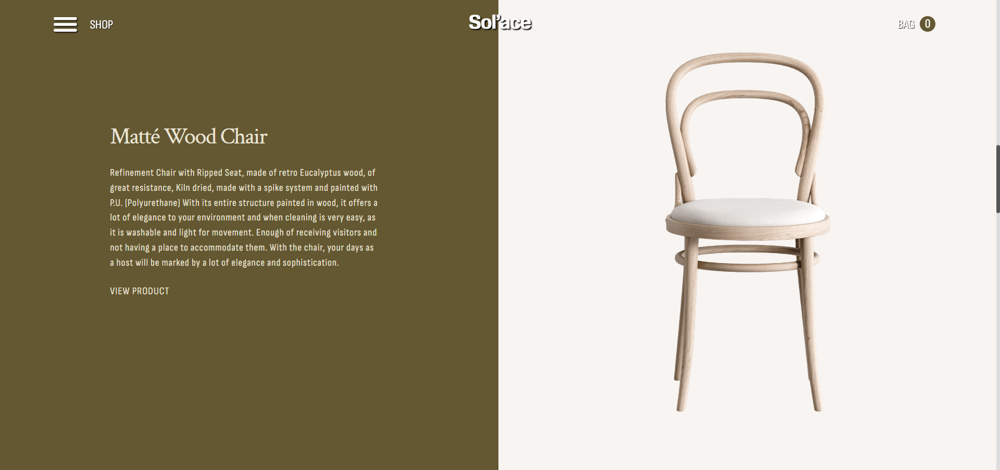 SHOP
Sol'ace
BAG 0
Matté Wood Chair
Refinement Chair with Ripped Seat, made of retro Eucalyptus wood, of
great resistance, Kiln dried, made with a spike system and painted with
P.U. (Polyurethane) With its entire structure painted in wood, it offers a
lot of elegance to your environment and when cleaning is very easy, as
it is washable and light for movement. Enough of receiving visitors and
not having a place to accommodate them. With the chair, your days as
a host will be marked by a lot of elegance and sophistication.
VIEW PRODUCT